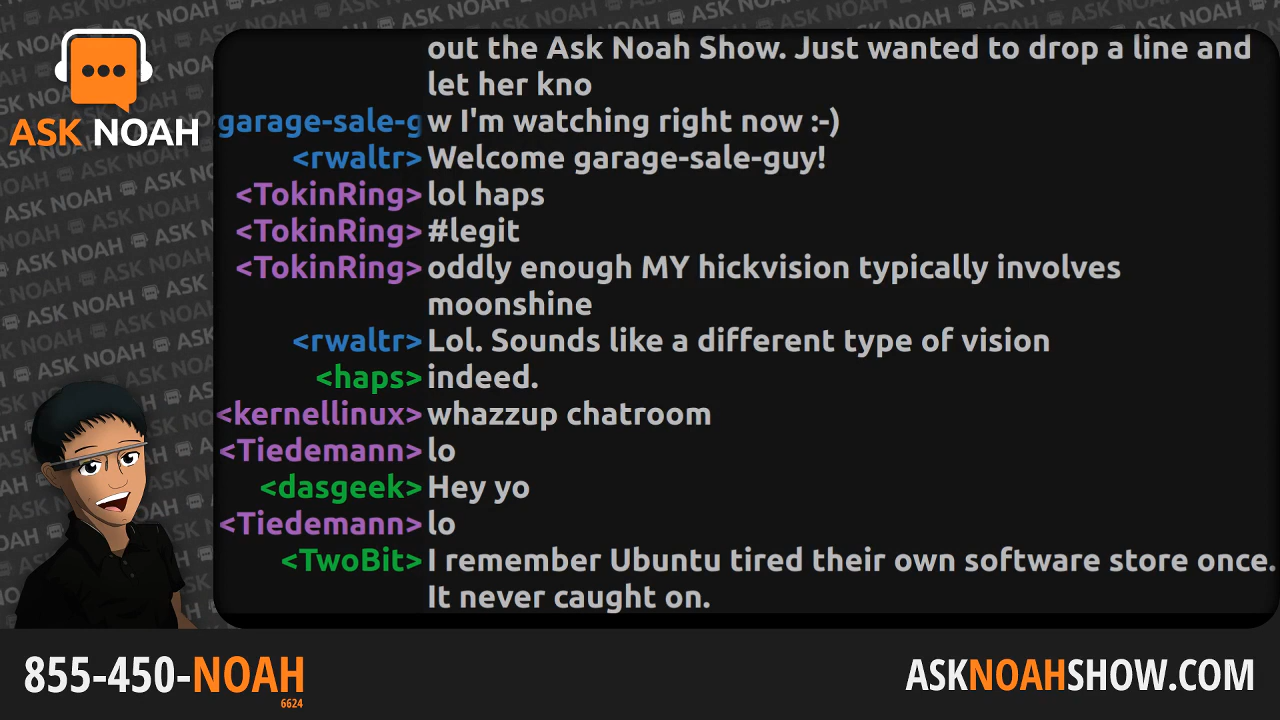 ASK NOAH
out the Ask Noah Show. Just wanted to drop a line and
let her kno
garage-sale-g w I'm watching right now :-)
<rwaltr> Welcome garage-sale-guy!
<TokinRing> lol haps
<TokinRing> #legit
<TokinRing> oddly enough MY hickvision typically involves
moonshine
<rwaltr> Lol. Sounds like a different type of vision
<haps> indeed.
<kernellinux> whazzup chatroom
<Tiedemann> lo
<dasgeek> Hey yo
<Tiedemann> lo
<TwoBit> I remember Ubuntu tired their own software store once.
It never caught on.
855-450-NOAH
6624
ASKNOAHSHOW.COM